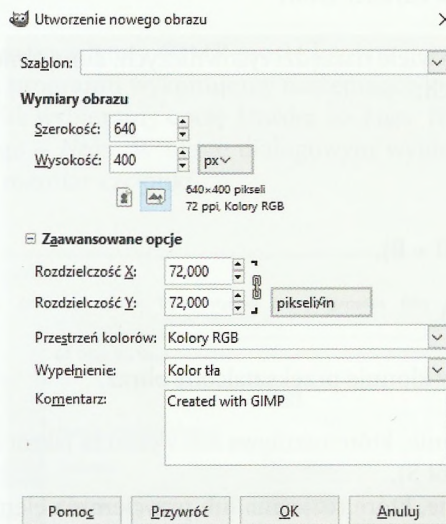 Utworzenie nowego obrazu
Szablon:
Wymiary obrazu
Szerokość: 640
Wysokość: 400 px
640×400 pikseli
72 ppi, Kolory RGB
Zaawansowane opcje
Rozdzielczość X: 72,000
Rozdzielczość Y: 72,000 pikseli/in
Przestrzeń kolorów: Kolory RGB
Wypełnienie: Kolor tła
Komentarz: Created with GIMP
Pomoc Przywróć OK Anuluj